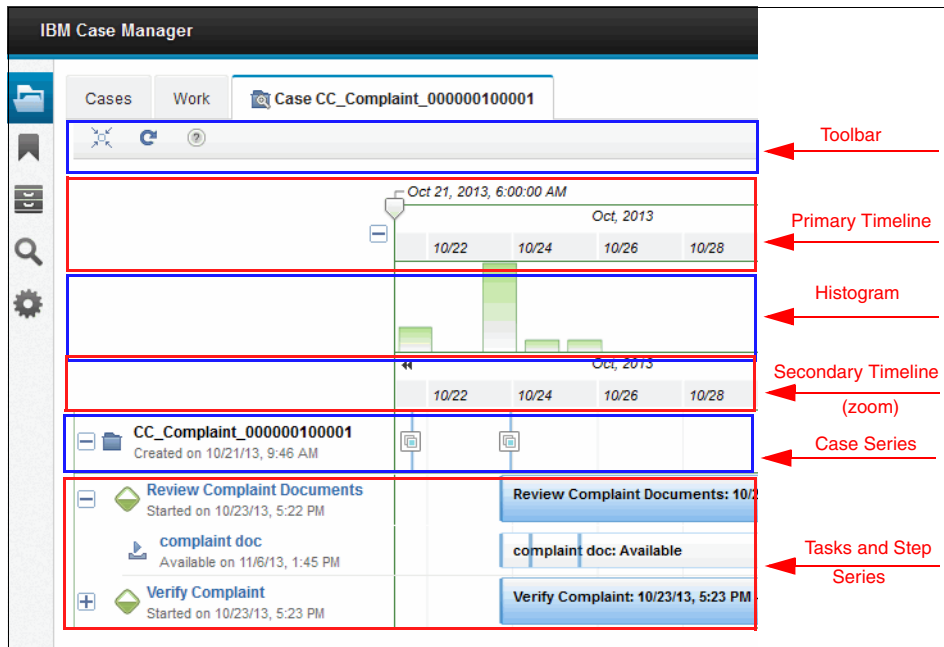 IBM Case Manager
Cases
Work
Case CC_Complaint_000000100001
Toolbar
Oct 21, 2013, 6:00:00 AM
Oct, 2013
10/22
10/24
10/26
10/28
Primary Timeline
Histogram
Oct, 2013
10/22
10/24
10/26
10/28
Secondary Timeline
(zoom)
CC_Complaint_000000100001
Created on 10/21/13, 9:46 AM
Case Series
Review Complaint Documents
Started on 10/23/13, 5:22 PM
Review Complaint Documents: 10/2
complaint doc
Available on 11/6/13, 1:45 PM
complaint doc: Available
Verify Complaint
Started on 10/23/13, 5:23 PM
Verify Complaint: 10/23/13, 5:23 PM
Tasks and Step
Series